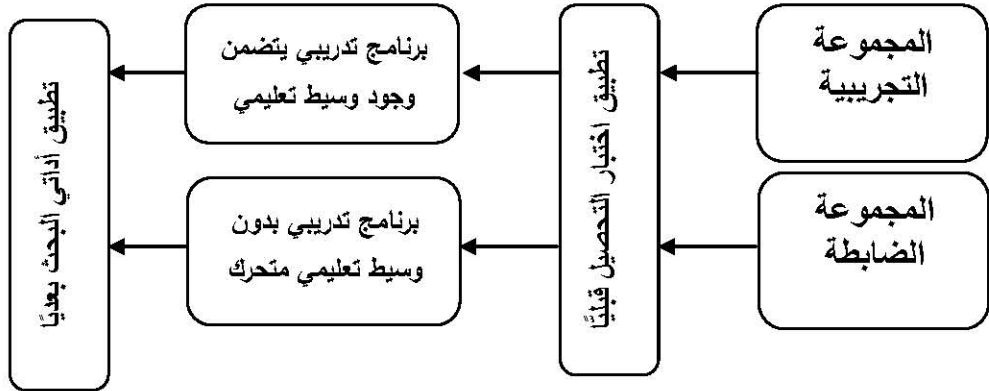 المجموعة
التجريبية
المجموعة
الضابطة
تطبيق اختبار التحصيل قبليًا
برنامج تدريبي يتضمن
وجود وسيط تعليمي
برنامج تدريبي بدون
وسيط تعليمي متحرك
تطبيق أداتي البحث بعديًا